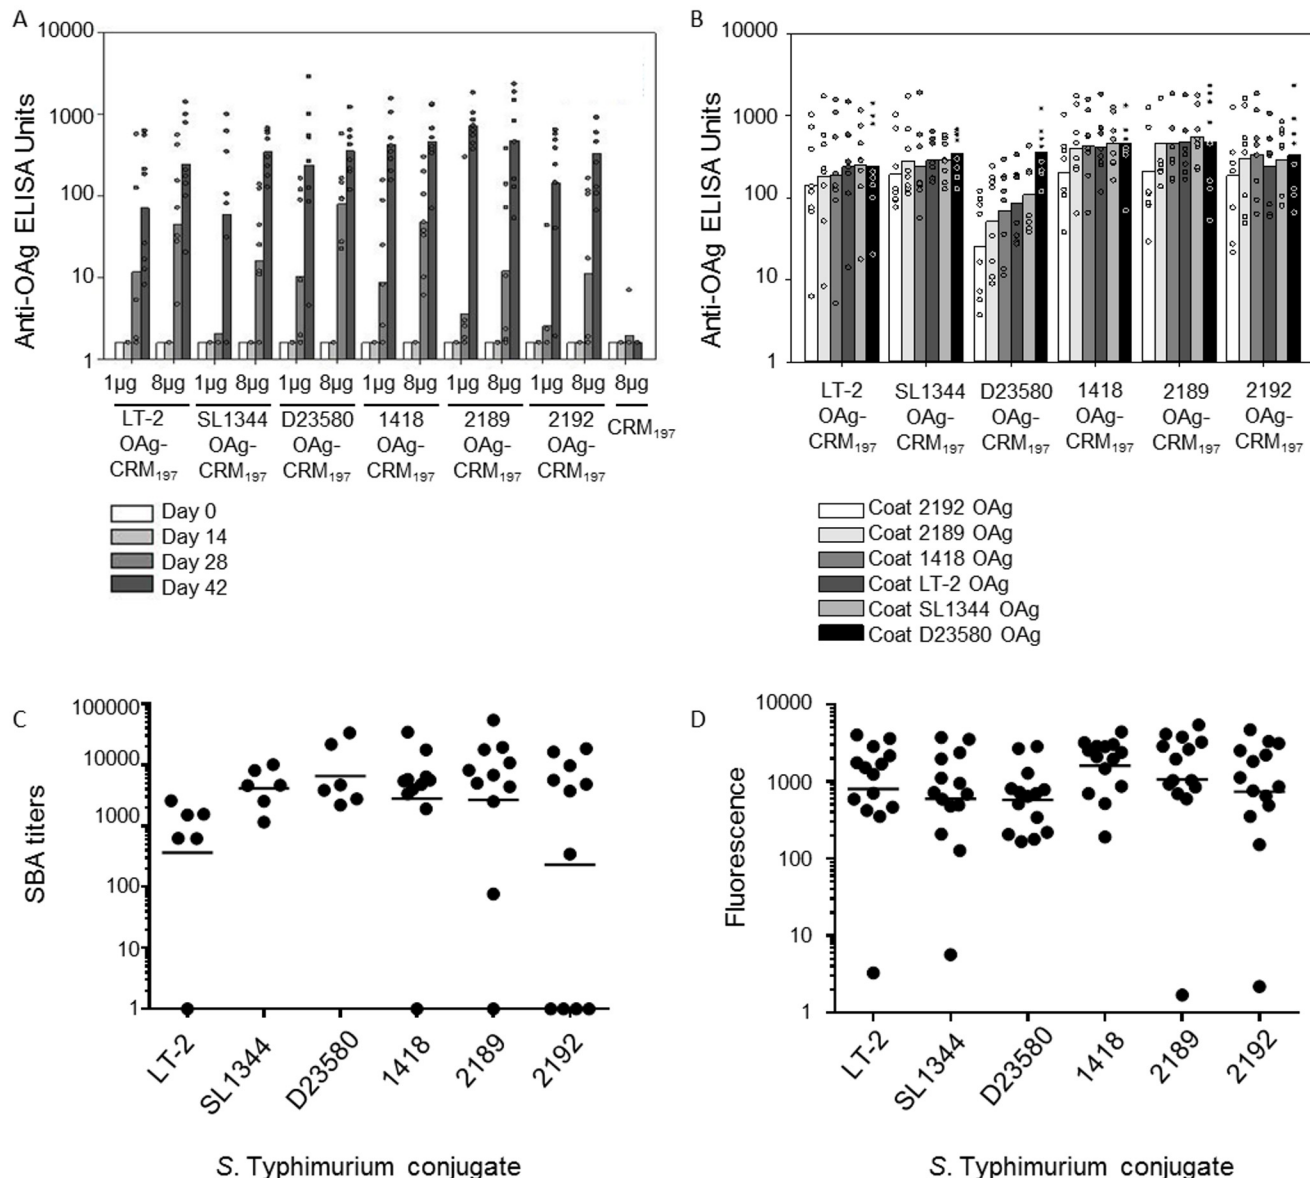 A
10000
1000
100
10
1
Anti-OAg ELISA Units
1µg 8µg 1µg 8µg 1µg 8µg 1µg 8µg 1µg 8µg 1µg 8µg 8µg
LT-2 SL1344 D23580 1418 2189 2192 CRM197
OAg- OAg- OAg- OAg- OAg- OAg-
CRM197 CRM197 CRM197 CRM197 CRM197 CRM197
Day 0
Day 14
Day 28
Day 42
B
10000
1000
100
10
1
Anti-OAg ELISA Units
LT-2 SL1344 D23580 1418 2189 2192
OAg- OAg- OAg- OAg- OAg- OAg-
CRM197 CRM197 CRM197 CRM197 CRM197 CRM197
Coat 2192 OAg
Coat 2189 OAg
Coat 1418 OAg
Coat LT-2 OAg
Coat SL1344 OAg
Coat D23580 OAg
C
100000
10000
1000
100
10
1
SBA titers
LT-2 SL1344 D23580 1418 2189 2192
S. Typhimurium conjugate
D
10000
1000
100
10
1
Fluorescence
LT-2 SL1344 D23580 1418 2189 2192
S. Typhimurium conjugate